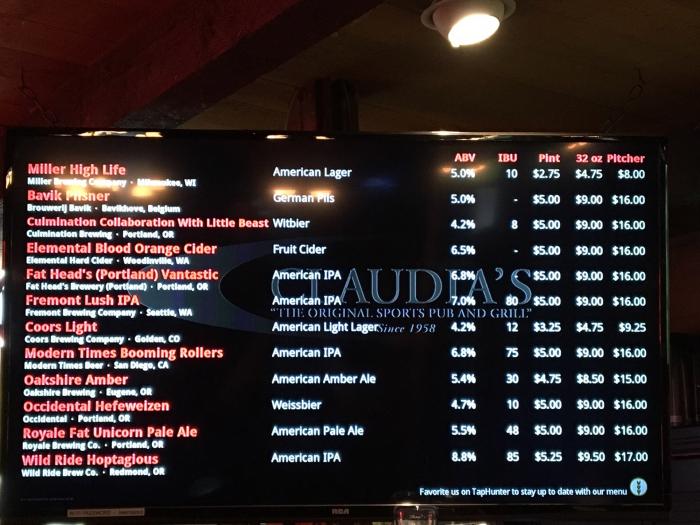 ABV IBU Pint 32 oz Pitcher
Miller High Life American Lager 5.0% 10 $2.75 $4.75 $8.00
Miller Brewing Company • Milwaukee, WI
Bavik Pilsner German Pils 5.0% - $5.00 $9.00 $16.00
Brouwerij Bavik • Bavikhove, Belgium
Culmination Collaboration With Little Beast Witbier 4.2% 8 $5.00 $9.00 $16.00
Culmination Brewing • Portland, OR
Elemental Blood Orange Cider Fruit Cider 6.5% - $5.00 $9.00 $16.00
Elemental Hard Cider • Woodinville, WA
Fat Head's (Portland) Vantastic American IPA 6.8% - $5.00 $9.00 $16.00
Fat Head's Brewery (Portland) • Portland, OR
CLAUDIA'S
Fremont Lush IPA American IPA 7.0% 80 $5.00 $9.00 $16.00
Fremont Brewing Company • Seattle, WA
"THE ORIGINAL SPORTS PUB AND GRILL"
Coors Light American Light Lager 4.2% 12 $3.25 $4.75 $9.25
Since 1958
Coors Brewing Company • Golden, CO
Modern Times Booming Rollers American IPA 6.8% 75 $5.00 $9.00 $16.00
Modern Times Beer • San Diego, CA
Oakshire Amber American Amber Ale 5.4% 30 $4.75 $8.50 $15.00
Oakshire Brewing • Eugene, OR
Occidental Hefeweizen Weissbier 4.7% 10 $5.00 $9.00 $16.00
Occidental • Portland, OR
Royale Fat Unicorn Pale Ale American Pale Ale 5.5% 48 $5.00 $9.00 $16.00
Royale Brewing Co. • Portland, OR
Wild Ride Hoptagious American IPA 8.8% 85 $5.25 $9.50 $17.00
Wild Ride Brew Co. • Redmond, OR
Favorite us on TapHunter to stay up to date with our menu
RCA